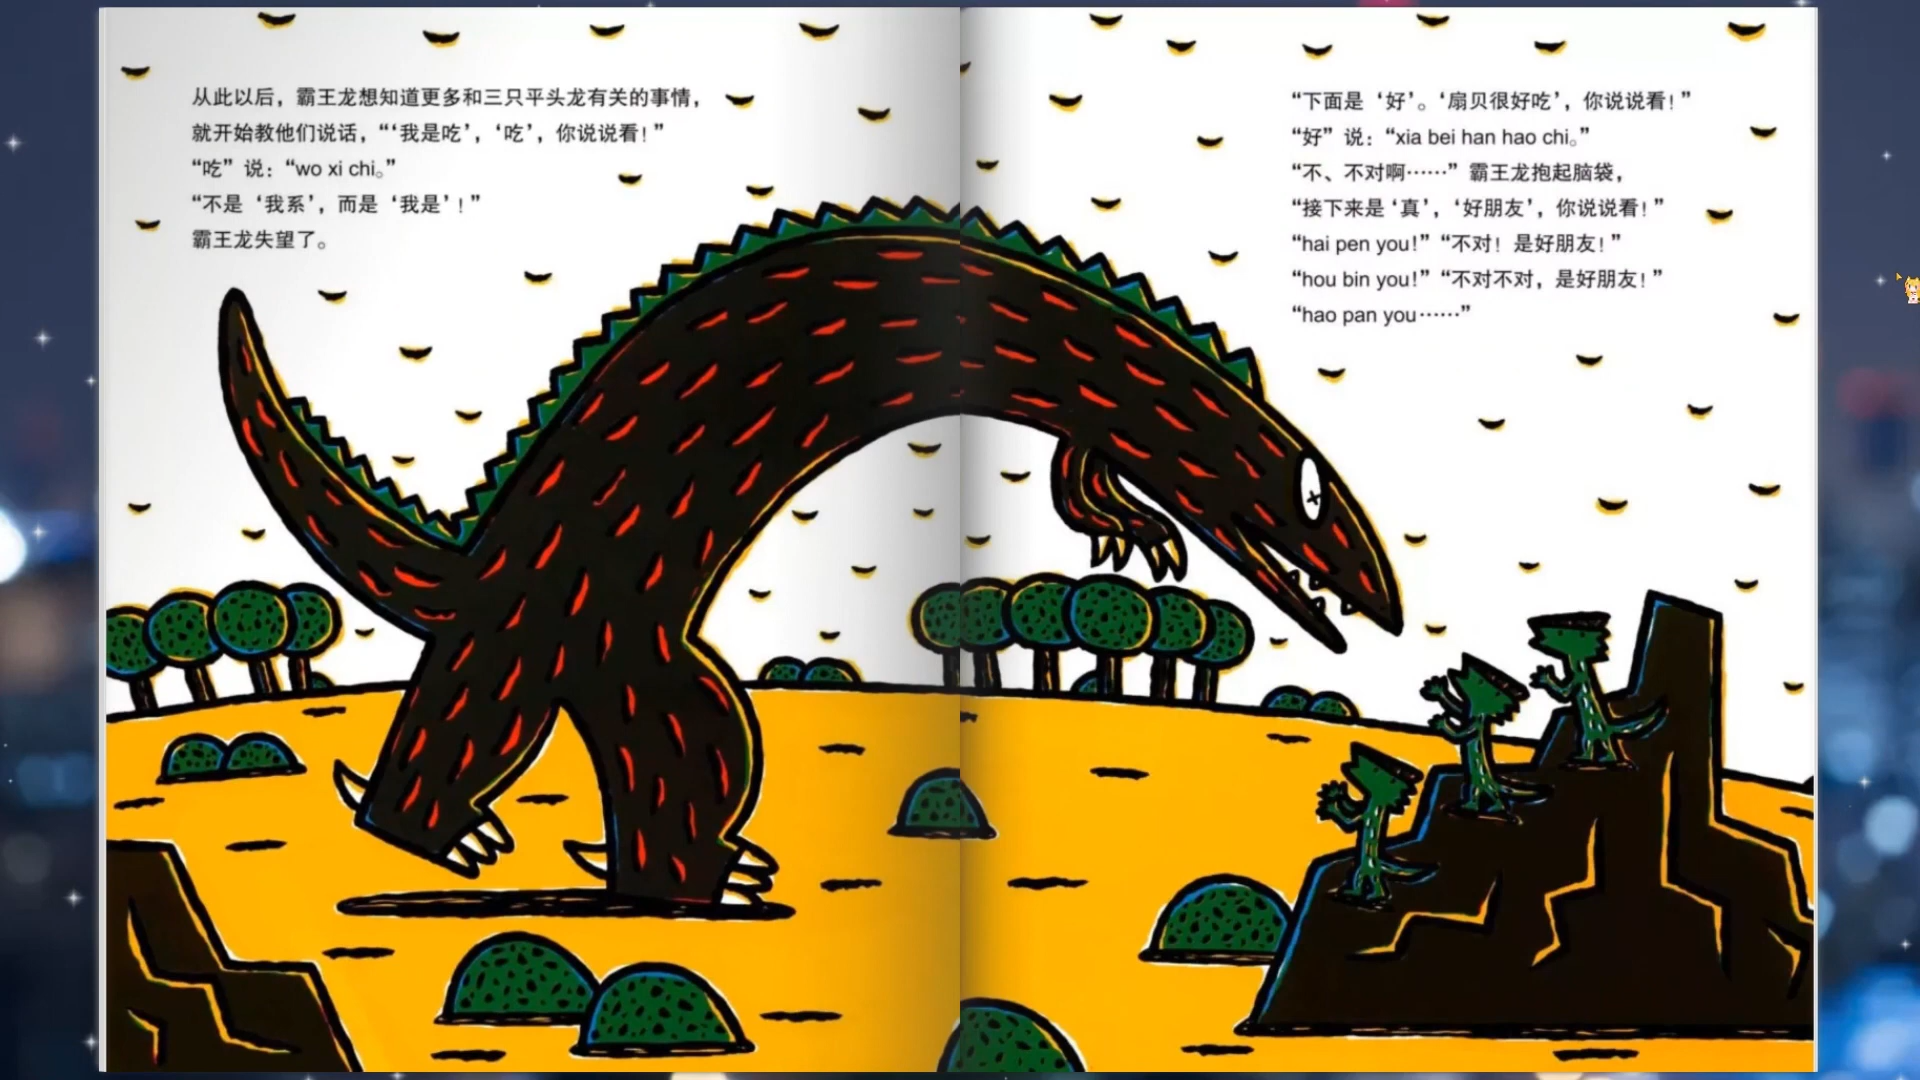 从此以后，霸王龙想知道更多和三只平头龙有关的事情，
就开始教他们说话，“‘我是吃’，‘吃’，你说说看！”
“吃” 说：“wo xi chi。”
“不是 ‘我系’，而是 ‘我是’！”
霸王龙失望了。
“下面是 ‘好’。‘扇贝很好吃’，你说说看！”
“好” 说：“xia bei han hao chi。”
“不、不对啊……” 霸王龙抱起脑袋，
“接下来是 ‘真’，‘好朋友’，你说说看！”
“hai pen you!” “不对！是好朋友！”
“hou bin you!” “不对不对，是好朋友！”
“hao pan you……”